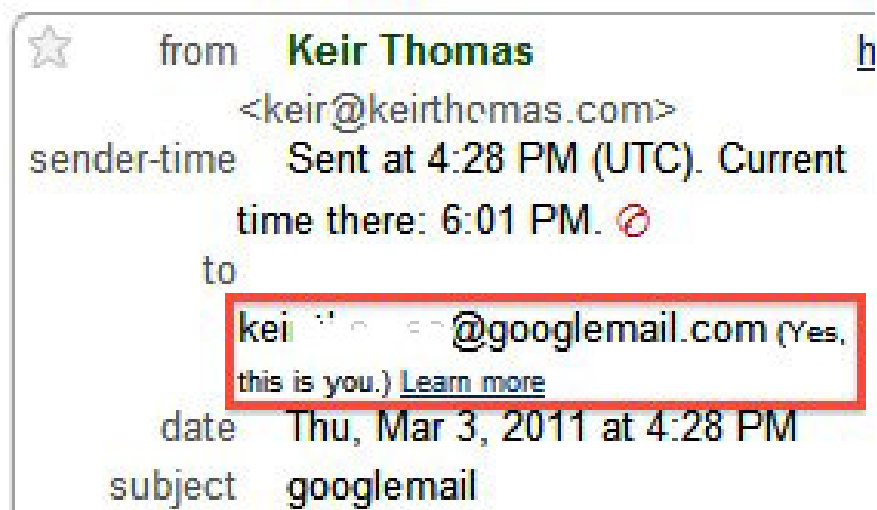 from Keir Thomas h
<keir@keirthomas.com>
sender-time Sent at 4:28 PM (UTC). Current
time there: 6:01 PM.
to
kei @googlemail.com (Yes,
this is you.) Learn more
date Thu, Mar 3, 2011 at 4:28 PM
subject googlemail